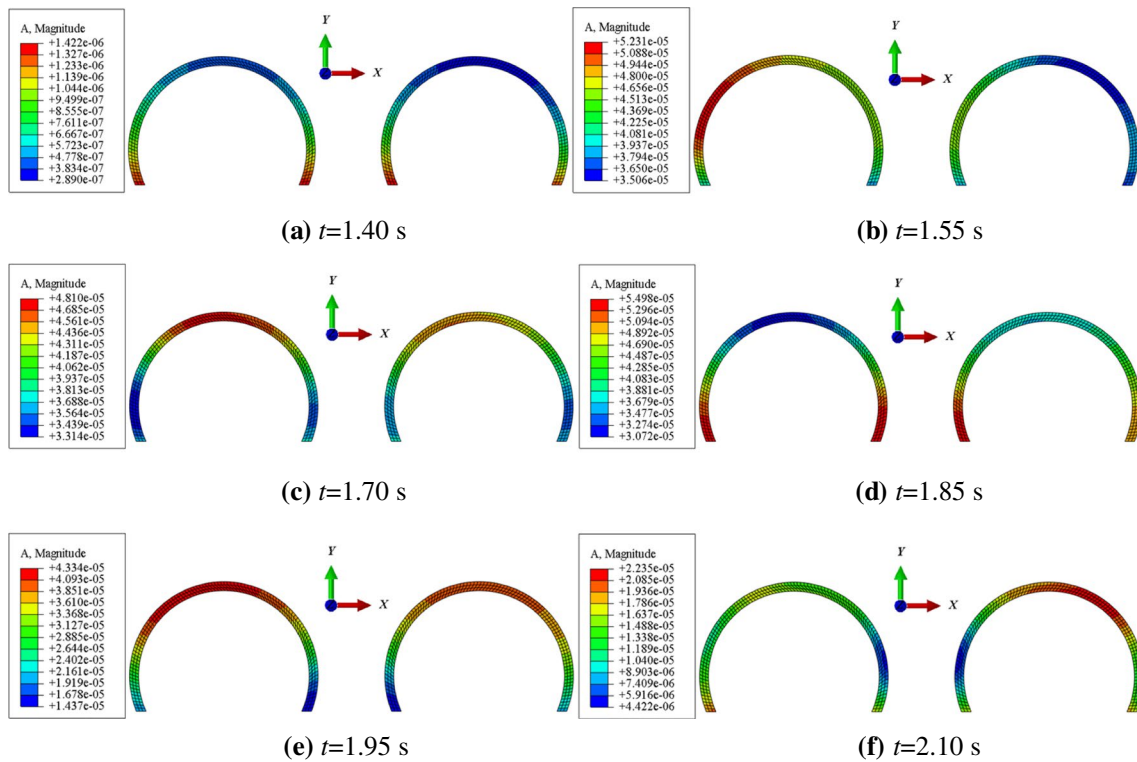 A, Magnitude
+1.422e-06
+1.327e-06
+1.233e-06
+1.139e-06
+1.044e-06
+9.499e-07
+8.555e-07
+7.611e-07
+6.667e-07
+5.723e-07
+4.778e-07
+3.834e-07
+2.890e-07
Y
X
(a) t=1.40 s
A, Magnitude
+5.231e-05
+5.088e-05
+4.944e-05
+4.800e-05
+4.656e-05
+4.513e-05
+4.369e-05
+4.225e-05
+4.081e-05
+3.937e-05
+3.794e-05
+3.650e-05
+3.506e-05
Y
X
(b) t=1.55 s
A, Magnitude
+4.810e-05
+4.685e-05
+4.561e-05
+4.436e-05
+4.311e-05
+4.187e-05
+4.062e-05
+3.937e-05
+3.813e-05
+3.688e-05
+3.564e-05
+3.439e-05
+3.314e-05
Y
X
(c) t=1.70 s
A, Magnitude
+5.498e-05
+5.296e-05
+5.094e-05
+4.892e-05
+4.690e-05
+4.487e-05
+4.285e-05
+4.083e-05
+3.881e-05
+3.679e-05
+3.477e-05
+3.274e-05
+3.072e-05
Y
X
(d) t=1.85 s
A, Magnitude
+4.334e-05
+4.093e-05
+3.851e-05
+3.610e-05
+3.368e-05
+3.127e-05
+2.885e-05
+2.644e-05
+2.402e-05
+2.161e-05
+1.919e-05
+1.678e-05
+1.437e-05
Y
X
(e) t=1.95 s
A, Magnitude
+2.235e-05
+2.085e-05
+1.936e-05
+1.786e-05
+1.637e-05
+1.488e-05
+1.338e-05
+1.189e-05
+1.040e-05
+8.903e-06
+7.409e-06
+5.916e-06
+4.422e-06
Y
X
(f) t=2.10 s